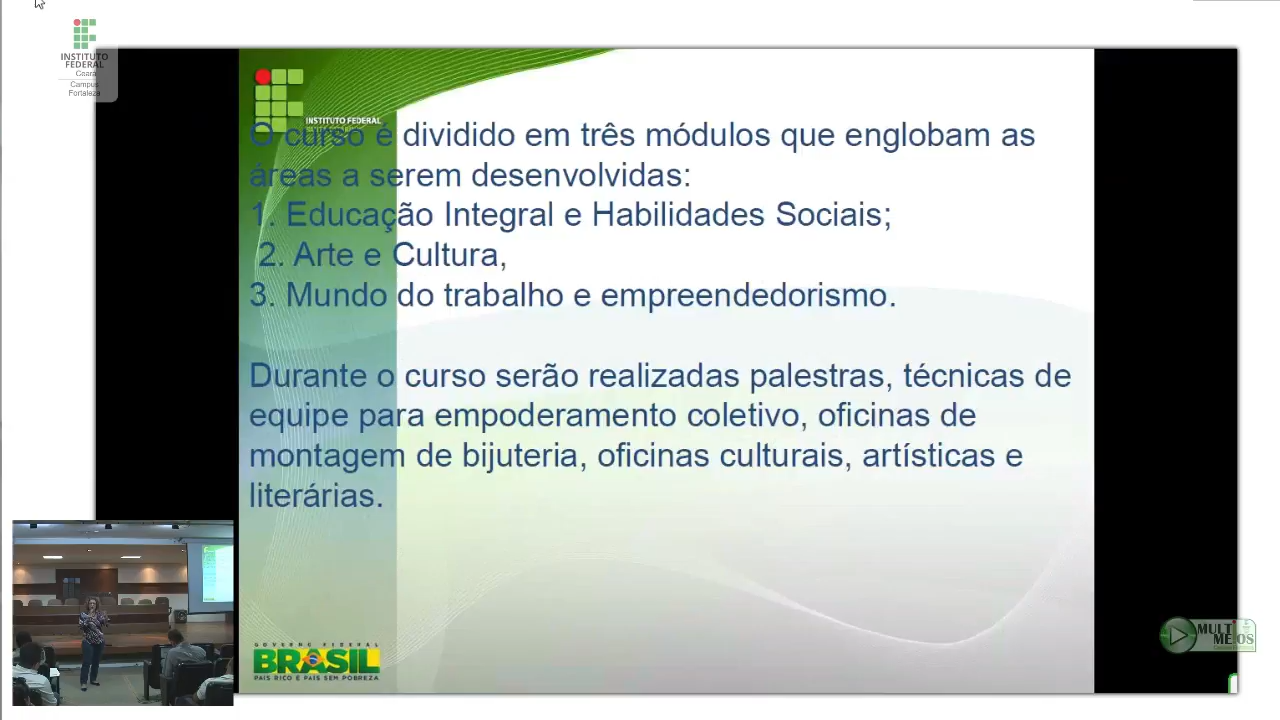 INSTITUTO
FEDERAL
Ceará
Campus
Fortaleza
INSTITUTO FEDERAL
O curso é dividido em três módulos que englobam as
áreas a serem desenvolvidas:
1. Educação Integral e Habilidades Sociais;
2. Arte e Cultura,
3. Mundo do trabalho e empreendedorismo.
Durante o curso serão realizadas palestras, técnicas de
equipe para empoderamento coletivo, oficinas de
montagem de bijuteria, oficinas culturais, artísticas e
literárias.
GOVERNO FEDERAL
BRASIL
PAÍS RICO É PAÍS SEM POBREZA
MULTI
MEIOS